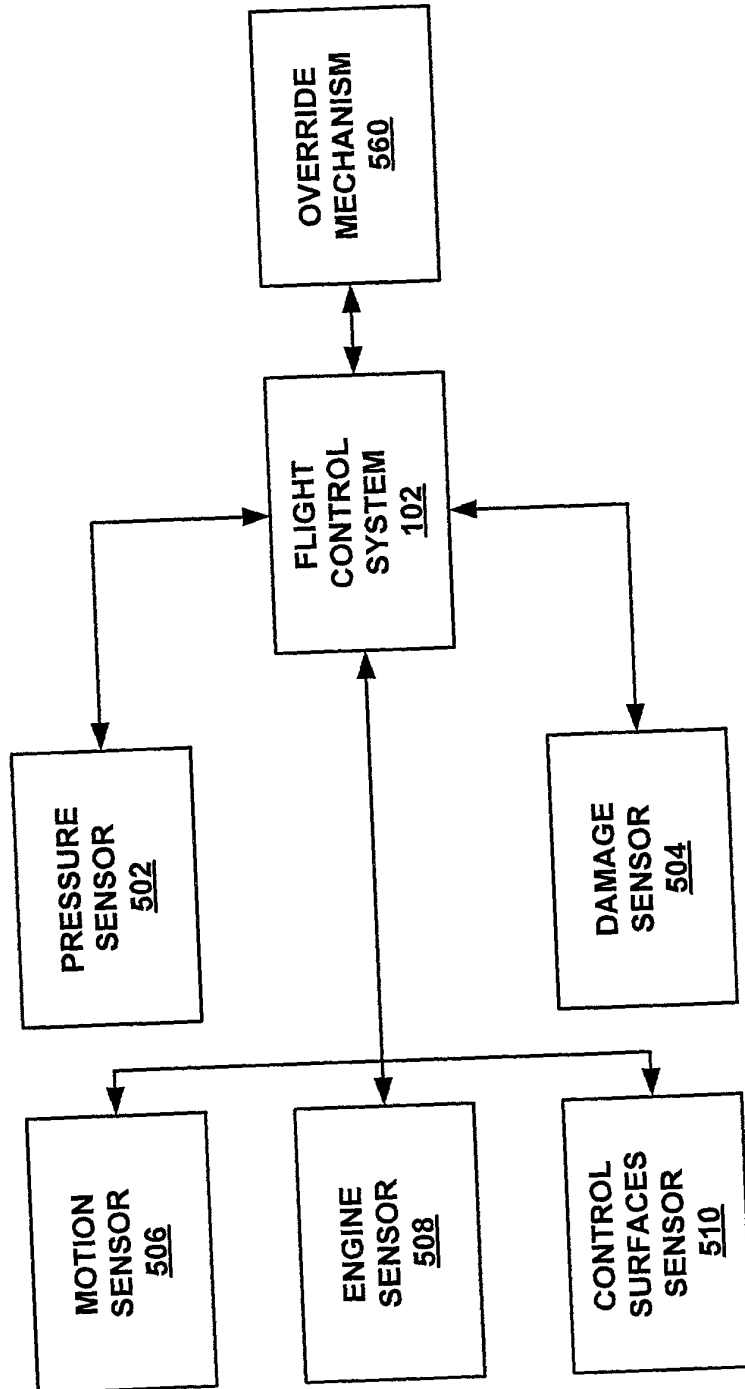 MOTION
SENSOR
506
ENGINE
SENSOR
508
CONTROL
SURFACES
SENSOR
510
PRESSURE
SENSOR
502
DAMAGE
SENSOR
504
FLIGHT
CONTROL
SYSTEM
102
OVERRIDE
MECHANISM
560